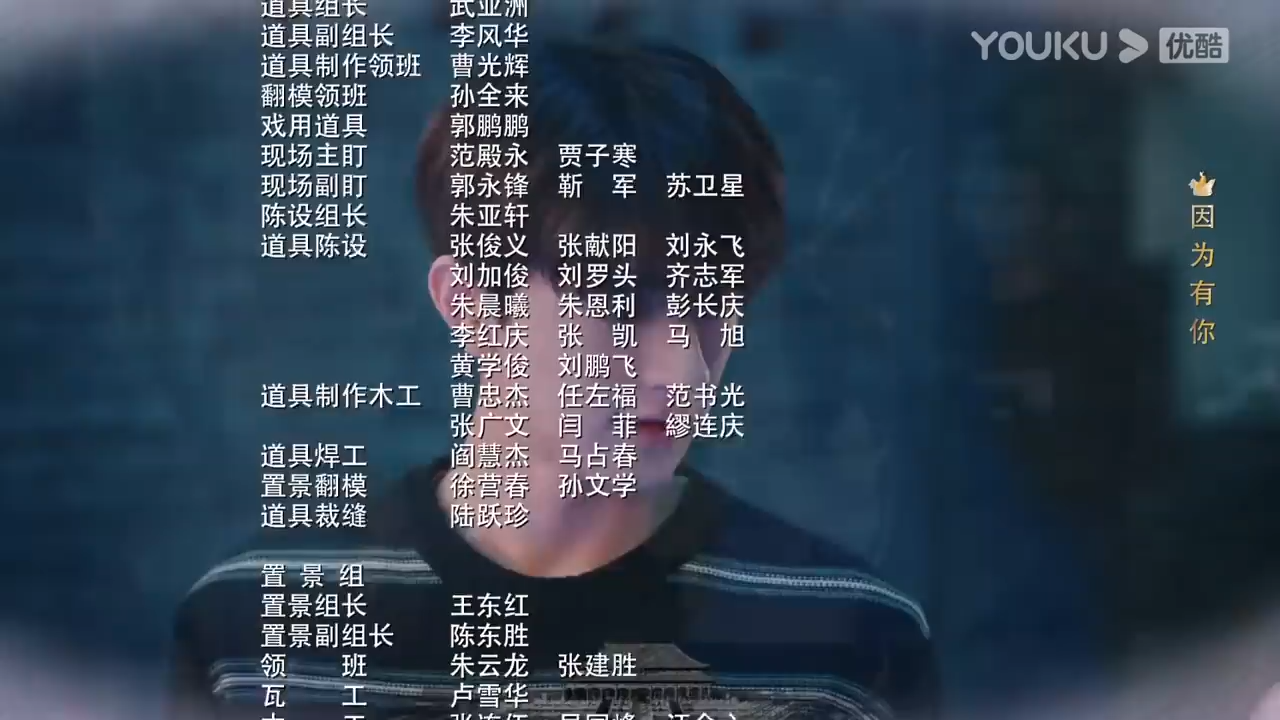 道具组长 武亚洲
道具副组长 李风华
道具制作领班 曹光辉
翻模领班 孙全来
戏用道具 郭鹏鹏
现场主盯 范殿永 贾子寒
现场副盯 郭永锋 靳 军 苏卫星
陈设组长 朱亚轩
道具陈设 张俊义 张献阳 刘永飞
刘加俊 刘罗头 齐志军
朱晨曦 朱恩利 彭长庆
李红庆 张 凯 马 旭
黄学俊 刘鹏飞
道具制作木工 曹忠杰 任左福 范书光
张广文 闫 菲 繆连庆
道具焊工 阎慧杰 马占春
置景翻模 徐营春 孙文学
道具裁缝 陆跃珍
置 景 组
置景组长 王东红
置景副组长 陈东胜
领 班 朱云龙 张建胜
瓦 工 卢雪华
YOUKU 优酷
因为有你